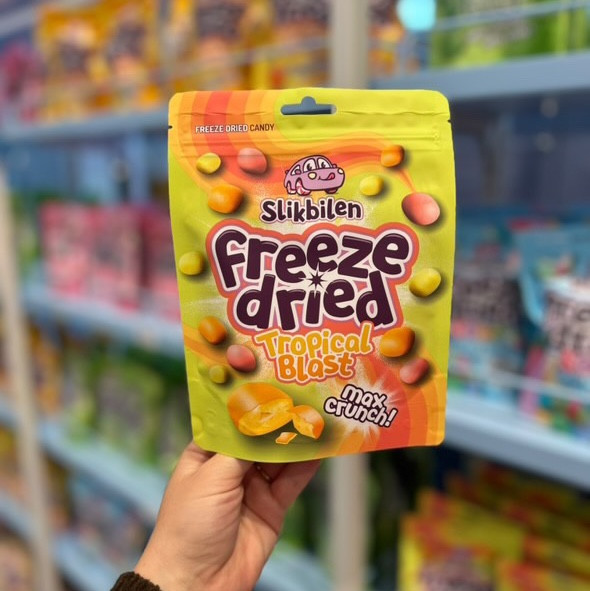 FREEZE DRIED CANDY
Slikbilen
freeze
dried
Tropical
Blast
max
crunch!